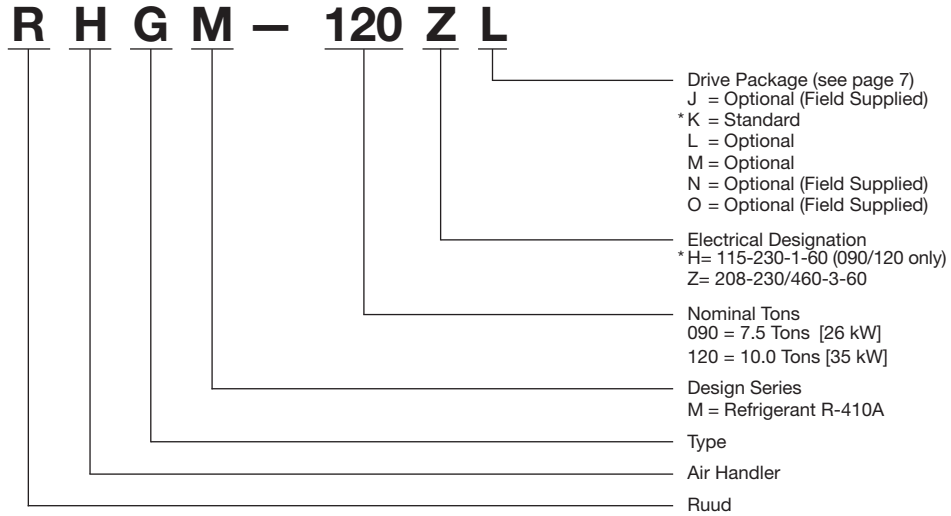 R H G M — 120 Z L
Drive Package (see page 7)
J = Optional (Field Supplied)
* K = Standard
L = Optional
M = Optional
N = Optional (Field Supplied)
O = Optional (Field Supplied)
Electrical Designation
* H= 115-230-1-60 (090/120 only)
Z= 208-230/460-3-60
Nominal Tons
090 = 7.5 Tons [26 kW]
120 = 10.0 Tons [35 kW]
Design Series
M = Refrigerant R-410A
Type
Air Handler
Ruud